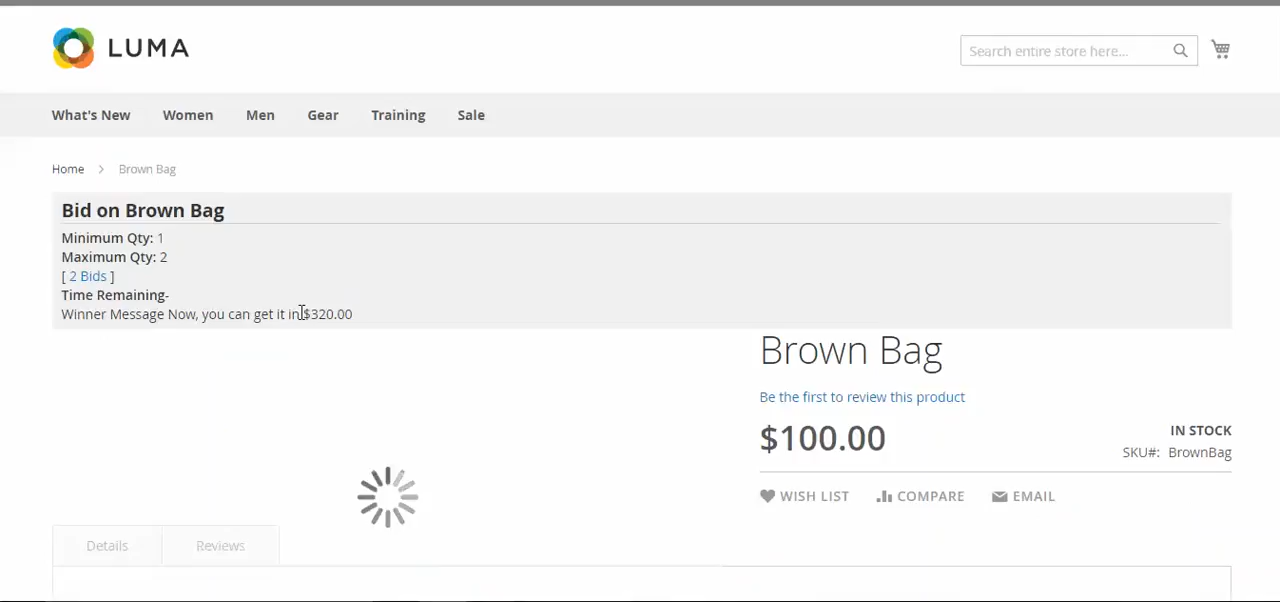 LUMA
Search entire store here...
What's New Women Men Gear Training Sale
Home > Brown Bag
Bid on Brown Bag
Minimum Qty: 1
Maximum Qty: 2
[ 2 Bids ]
Time Remaining-
Winner Message Now, you can get it in $320.00
Brown Bag
Be the first to review this product
$100.00
IN STOCK
SKU#: BrownBag
WISH LIST COMPARE EMAIL
Details Reviews